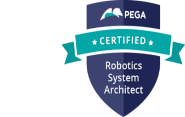 PEGA
★ CERTIFIED ★
Robotics
System
Architect